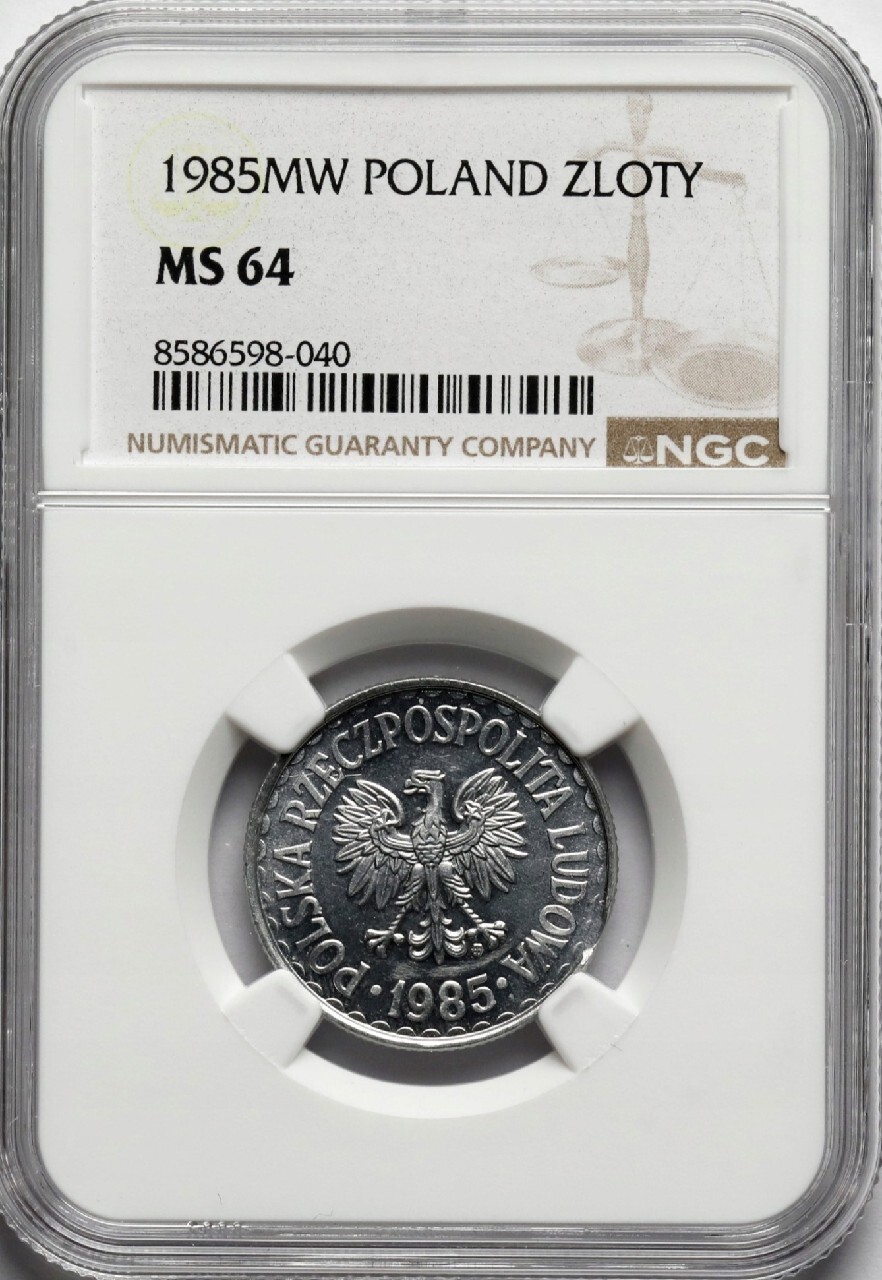 1985MW POLAND ZLOTY
MS 64
8586598-040
NUMISMATIC GUARANTY COMPANY NGC
POLSKA RZECZPOSPOLITA LUDOWA
·1985·